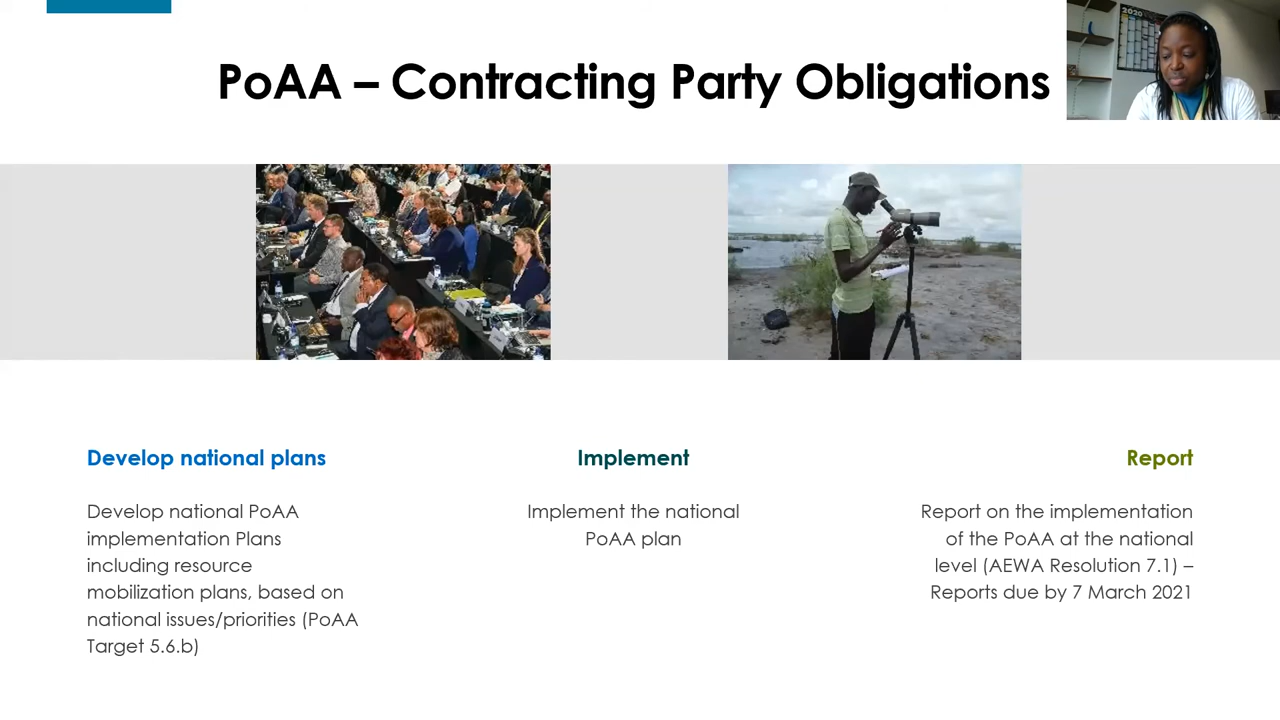 PoAA – Contracting Party Obligations
2020
Develop national plans
Develop national PoAA
implementation Plans
including resource
mobilization plans, based on
national issues/priorities (PoAA
Target 5.6.b)
Implement
Implement the national
PoAA plan
Report
Report on the implementation
of the PoAA at the national
level (AEWA Resolution 7.1) –
Reports due by 7 March 2021